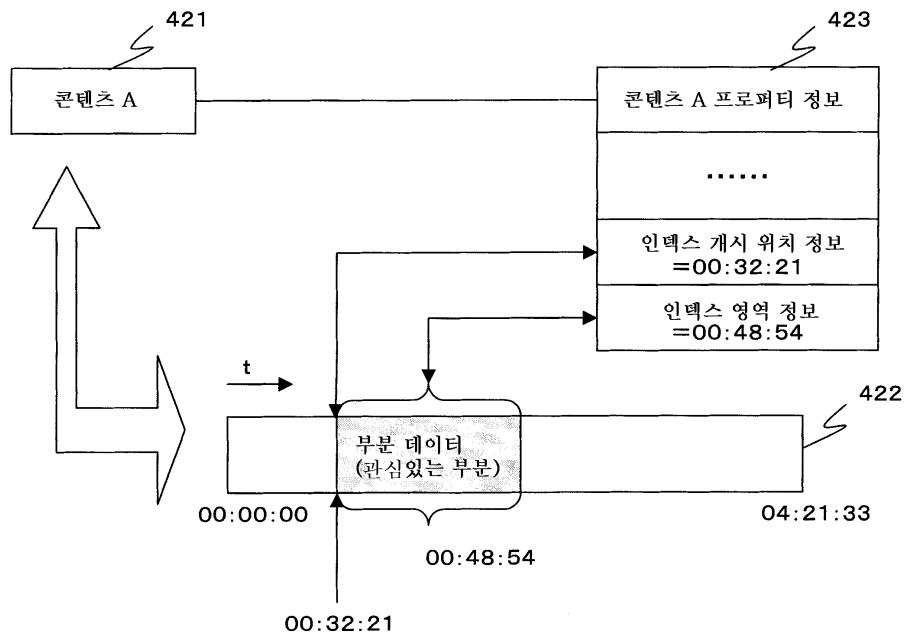 421
423
콘텐츠 A
콘텐츠 A 프로퍼티 정보
......
인덱스 개시 위치 정보
=00:32:21
인덱스 영역 정보
=00:48:54
t
422
부분 데이터
(관심있는 부분)
00:00:00
04:21:33
00:48:54
00:32:21